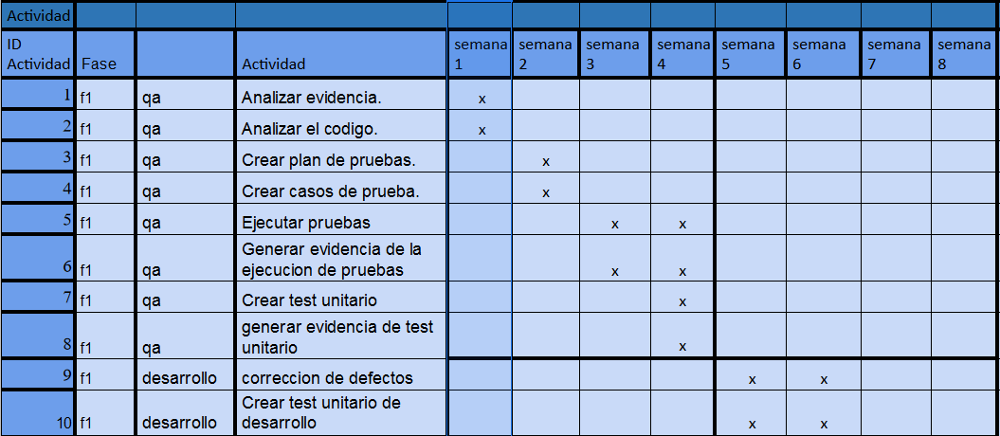 Actividad
ID Actividad Fase Actividad semana 1 semana 2 semana 3 semana 4 semana 5 semana 6 semana 7 semana 8
1 f1 qa Analizar evidencia. x
2 f1 qa Analizar el codigo. x
3 f1 qa Crear plan de pruebas. x
4 f1 qa Crear casos de prueba. x
5 f1 qa Ejecutar pruebas x x
6 f1 qa Generar evidencia de la ejecucion de pruebas x x
7 f1 qa Crear test unitario x
8 f1 qa generar evidencia de test unitario x
9 f1 desarrollo correccion de defectos x x
10 f1 desarrollo Crear test unitario de desarrollo x x